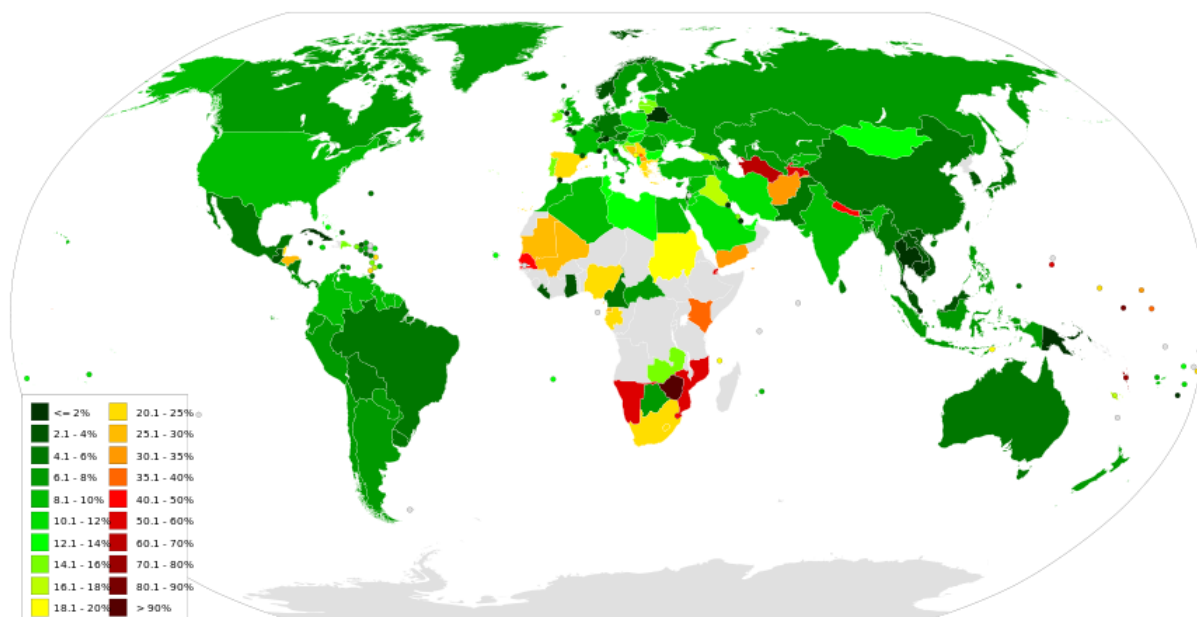 <= 2%
2.1 - 4%
4.1 - 6%
6.1 - 8%
8.1 - 10%
10.1 - 12%
12.1 - 14%
14.1 - 16%
16.1 - 18%
18.1 - 20%
20.1 - 25%
25.1 - 30%
30.1 - 35%
35.1 - 40%
40.1 - 50%
50.1 - 60%
60.1 - 70%
70.1 - 80%
80.1 - 90%
> 90%